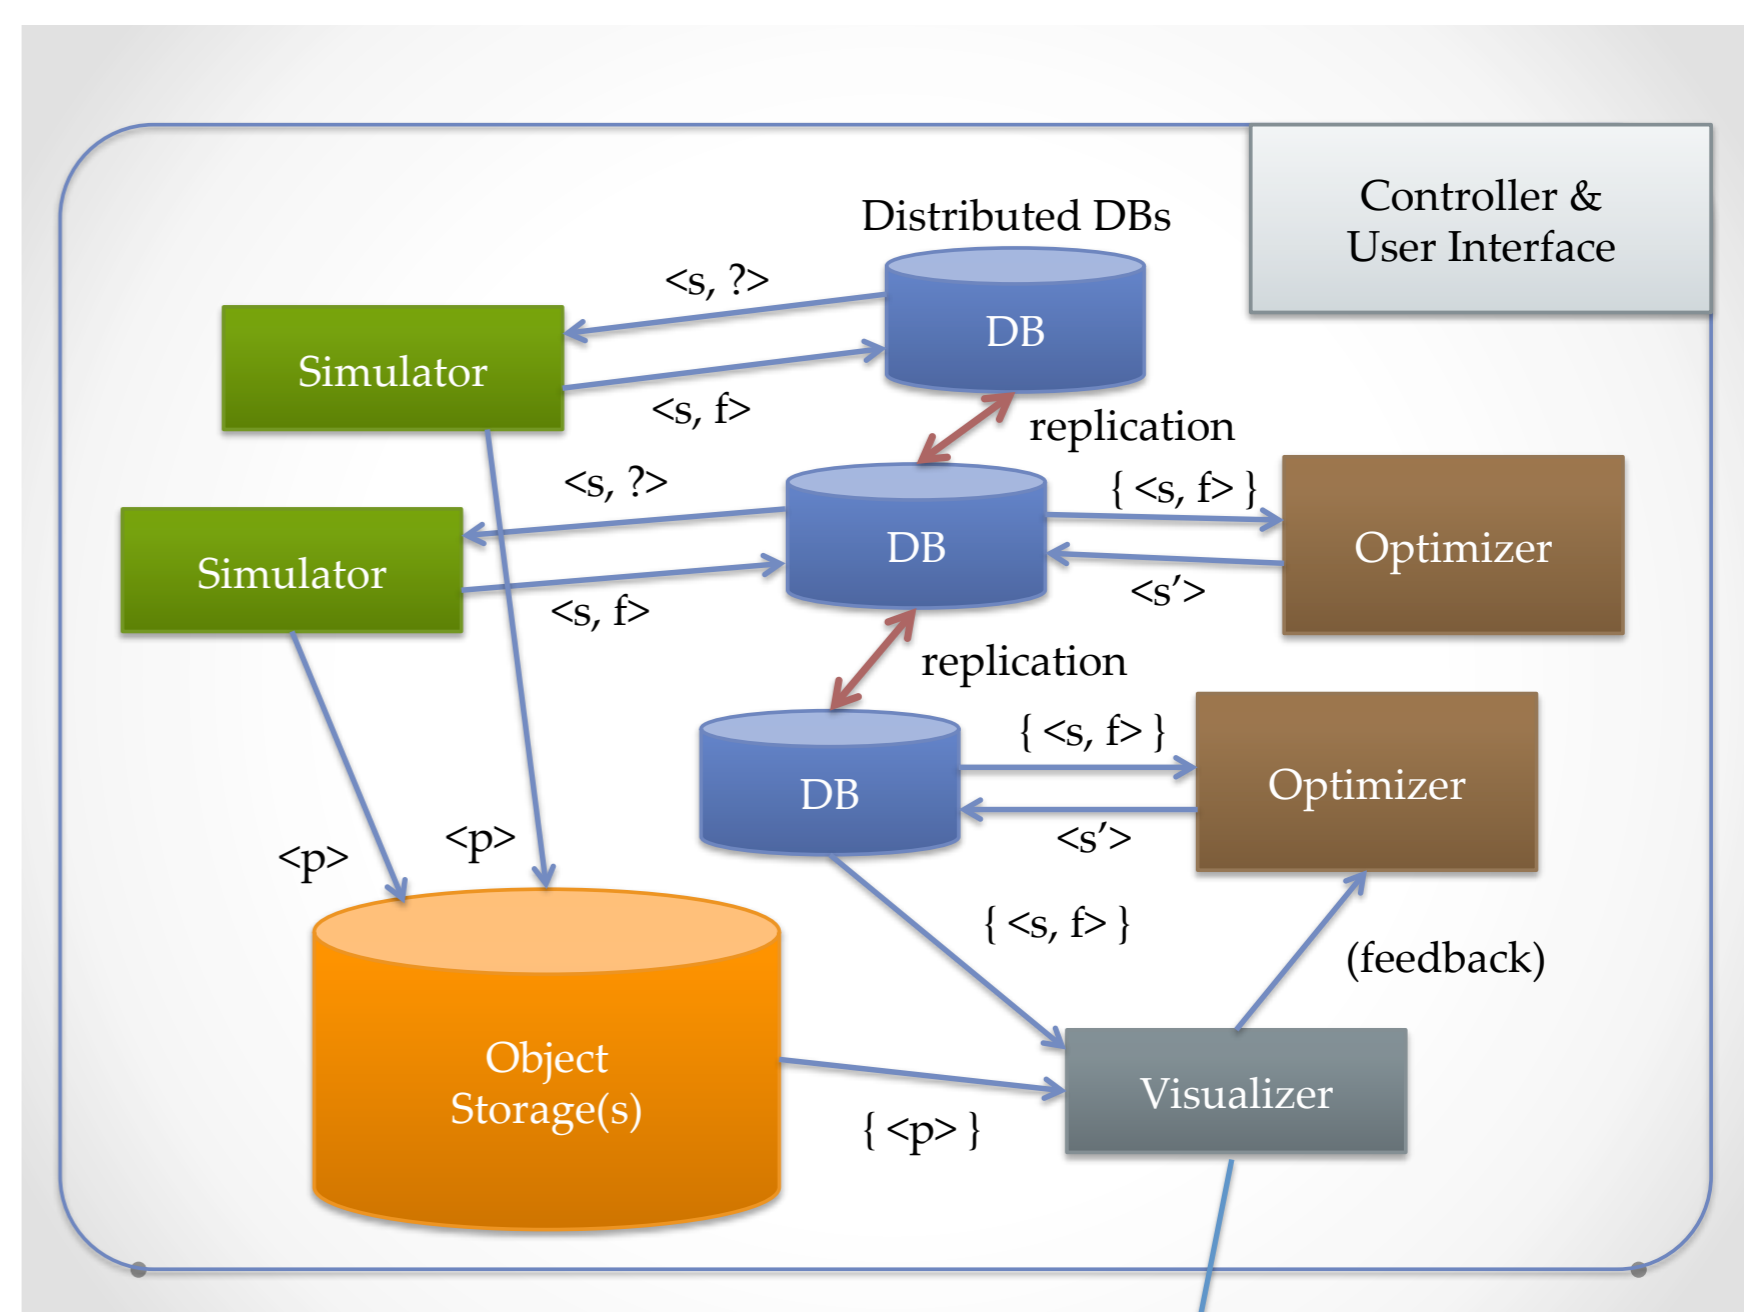 Controller &
User Interface
Distributed DBs
<s, ?>
DB
Simulator
<s, f>
replication
<s, ?>
{ <s, f> }
DB
Optimizer
Simulator
<s’>
<s, f>
replication
{ <s, f> }
Optimizer
DB
<s’>
<p>
<p>
{ <s, f> }
(feedback)
Object
Storage(s)
Visualizer
{ <p> }